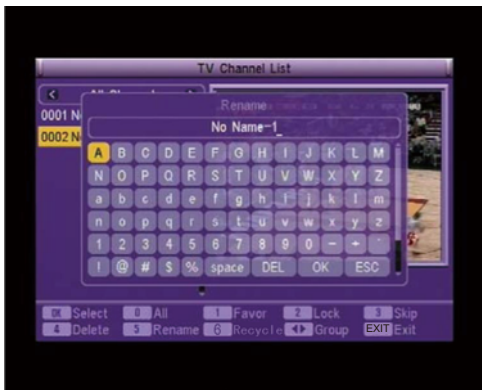 TV Channel List
Rename
0001 N
No Name-1_
0002 N
A B C D E F G H I J K L M
N O P Q R S T U V W X Y Z
a b c d e f g h i j k l m
n o p q r s t u v w x y z
1 2 3 4 5 6 7 8 9 0 - +
! @ # $ % space DEL OK ESC
OK Select 0 All 1 Favor 2 Lock 3 Skip
4 Delete 5 Rename 6 Recycle ◀▶ Group EXIT Exit